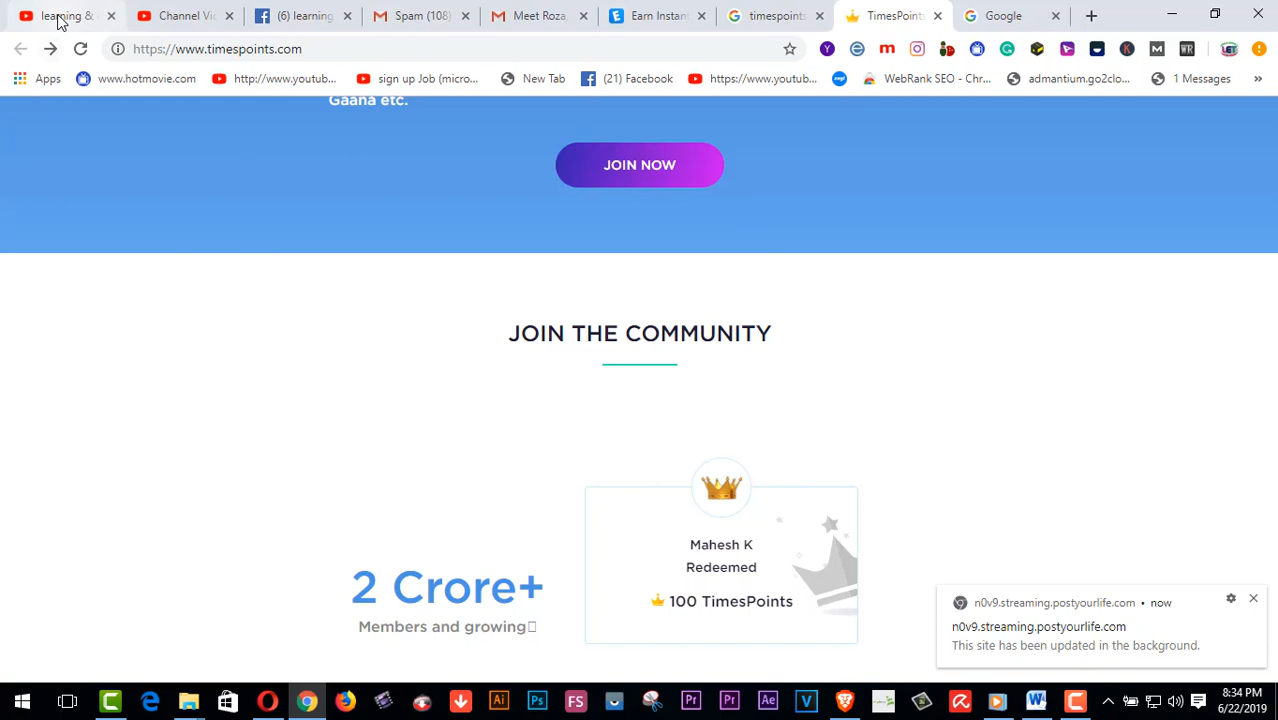 learning &
Channel Vic
(6) learning
Spam (108)
Meet Roza,
Earn Instan
timespoints
TimesPoints
Google
https://www.timespoints.com
Apps
www.hotmovie.com
http://www.youtub...
sign up Job (micro...
New Tab
(21) Facebook
https://www.youtub...
WebRank SEO - Chr...
admantium.go2clo...
1 Messages
Gaana etc.
JOIN NOW
JOIN THE COMMUNITY
Mahesh K
Redeemed
100 TimesPoints
2 Crore+
Members and growing
n0v9.streaming.postyourlife.com • now
n0v9.streaming.postyourlife.com
This site has been updated in the background.
8:34 PM
6/22/2019